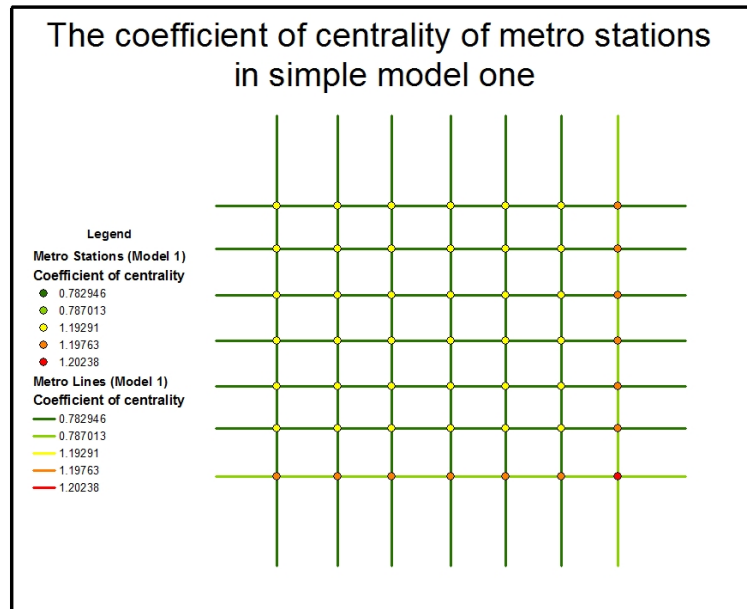 The coefficient of centrality of metro stations
in simple model one
Legend
Metro Stations (Model 1)
Coefficient of centrality
0.782946
0.787013
1.19291
1.19763
1.20238
Metro Lines (Model 1)
Coefficient of centrality
0.782946
0.787013
1.19291
1.19763
1.20238